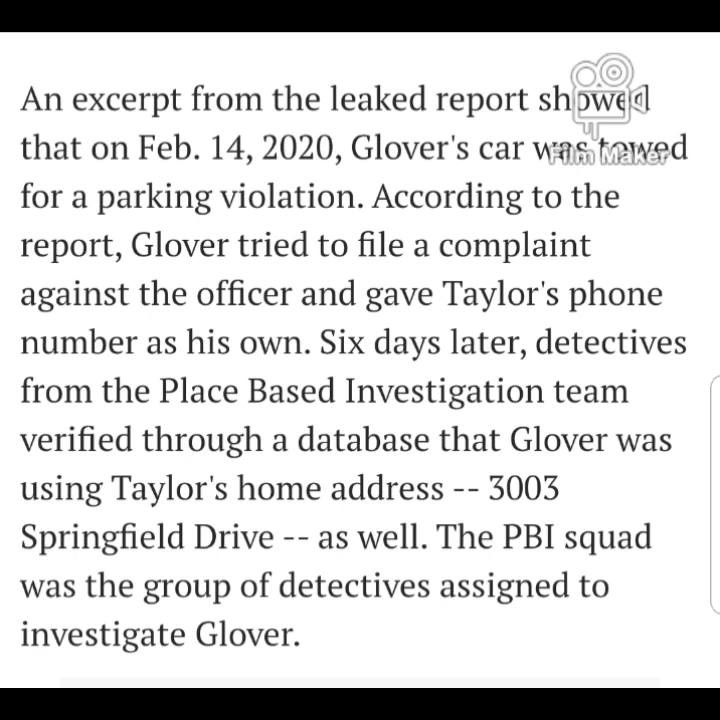 An excerpt from the leaked report showed
that on Feb. 14, 2020, Glover's car was towed
for a parking violation. According to the
report, Glover tried to file a complaint
against the officer and gave Taylor's phone
number as his own. Six days later, detectives
from the Place Based Investigation team
verified through a database that Glover was
using Taylor's home address -- 3003
Springfield Drive -- as well. The PBI squad
was the group of detectives assigned to
investigate Glover.
Film Maker